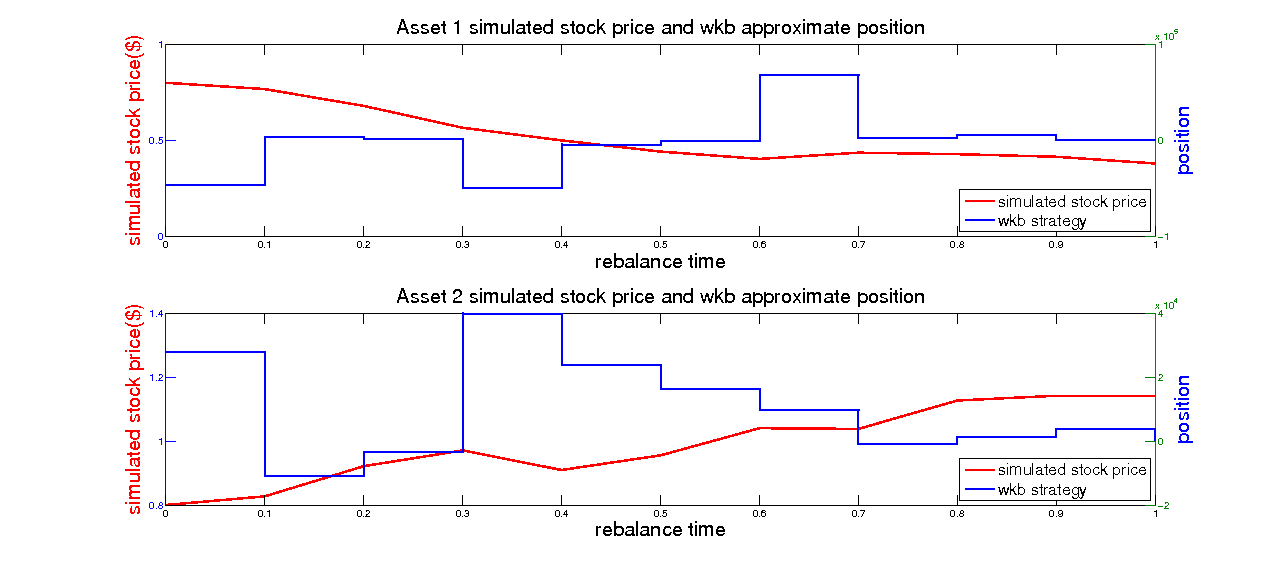 Asset 1 simulated stock price and wkb approximate position
x 10^5
simulated stock price($)
1
0.5
0
1
0
-1
position
simulated stock price
wkb strategy
0 0.1 0.2 0.3 0.4 0.5 0.6 0.7 0.8 0.9 1
rebalance time
Asset 2 simulated stock price and wkb approximate position
x 10^4
simulated stock price($)
1.4
1.2
1
0.8
4
2
0
-2
position
simulated stock price
wkb strategy
0 0.1 0.2 0.3 0.4 0.5 0.6 0.7 0.8 0.9 1
rebalance time